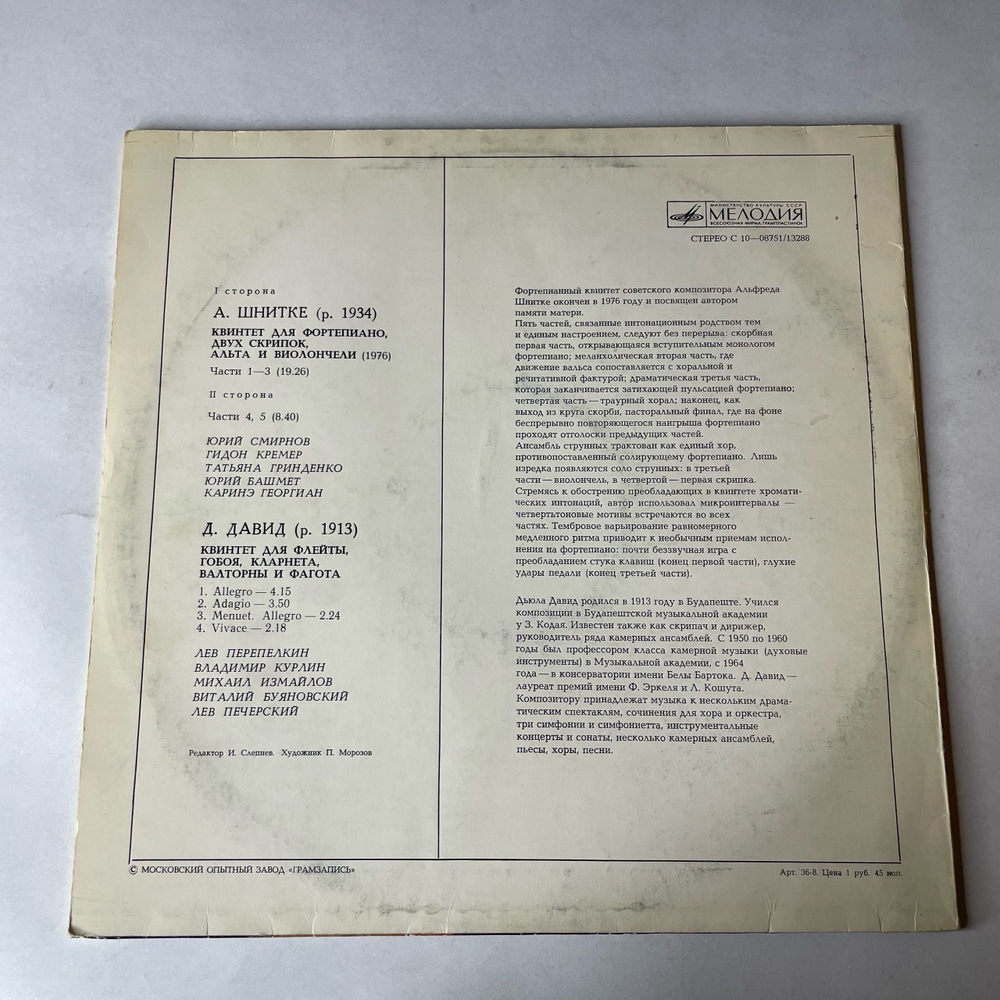 МИНИСТЕРСТВО КУЛЬТУРЫ СССР
МЕЛОДИЯ
ВСЕСОЮЗНАЯ ФИРМА ГРАМПЛАСТИНОК
СТЕРЕО С 10—08751/13288
I сторона
А. ШНИТКЕ (р. 1934)
КВИНТЕТ ДЛЯ ФОРТЕПИАНО,
ДВУХ СКРИПОК,
АЛЬТА И ВИОЛОНЧЕЛИ (1976)
Части 1—3 (19.26)
II сторона
Части 4, 5 (8.40)
ЮРИЙ СМИРНОВ
ГИДОН КРЕМЕР
ТАТЬЯНА ГРИНДЕНКО
ЮРИЙ БАШМЕТ
КАРИНЭ ГЕОРГИАН
Д. ДАВИД (р. 1913)
КВИНТЕТ ДЛЯ ФЛЕЙТЫ,
ГОБОЯ, КЛАРНЕТА,
ВАЛТОРНЫ И ФАГОТА
1. Allegro — 4.15
2. Adagio — 3.50
3. Menuet. Allegro — 2.24
4. Vivace — 2.18
ЛЕВ ПЕРЕПЕЛКИН
ВЛАДИМИР КУРЛИН
МИХАИЛ ИЗМАЙЛОВ
ВИТАЛИЙ БУЯНОВСКИЙ
ЛЕВ ПЕЧЕРСКИЙ
Редактор И. Слепнев. Художник П. Морозов
Фортепианный квинтет советского композитора Альфреда
Шнитке окончен в 1976 году и посвящен автором
памяти матери.
Пять частей, связанные интонационным родством тем
и единым настроением, следуют без перерыва: скорбная
первая часть, открывающаяся вступительным монологом
фортепиано; меланхолическая вторая часть, где
движение вальса сопоставляется с хоральной и
речитативной фактурой; драматическая третья часть,
которая заканчивается затихающей пульсацией фортепиано;
четвертая часть — траурный хорал; наконец, как
выход из круга скорби, пасторальный финал, где на фоне
беспрерывно повторяющегося наигрыша фортепиано
проходят отголоски предыдущих частей.
Ансамбль струнных трактован как единый хор,
противопоставленный солирующему фортепиано. Лишь
изредка появляются соло струнных: в третьей
части — виолончель, в четвертой — первая скрипка.
Стремясь к обострению преобладающих в квинтете хромати-
ческих интонаций, автор использовал микроинтервалы —
четвертьтоновые мотивы встречаются во всех
частях. Тембровое варьирование равномерного
медленного ритма приводит к необычным приемам испол-
нения на фортепиано: почти беззвучная игра с
преобладанием стука клавиш (конец первой части), глухие
удары педали (конец третьей части).
Дьюла Давид родился в 1913 году в Будапеште. Учился
композиции в Будапештской музыкальной академии
у З. Кодая. Известен также как скрипач и дирижер,
руководитель ряда камерных ансамблей. С 1950 по 1960
годы был профессором класса камерной музыки (духовые
инструменты) в Музыкальной академии, с 1964
года — в консерватории имени Белы Бартока. Д. Давид —
лауреат премий имени Ф. Эркеля и Л. Кошута.
Композитору принадлежат музыка к нескольким драма-
тическим спектаклям, сочинения для хора и оркестра,
три симфонии и симфониетта, инструментальные
концерты и сонаты, несколько камерных ансамблей,
пьесы, хоры, песни.
© МОСКОВСКИЙ ОПЫТНЫЙ ЗАВОД «ГРАМЗАПИСЬ»
Арт. 36-8. Цена 1 руб. 45 коп.